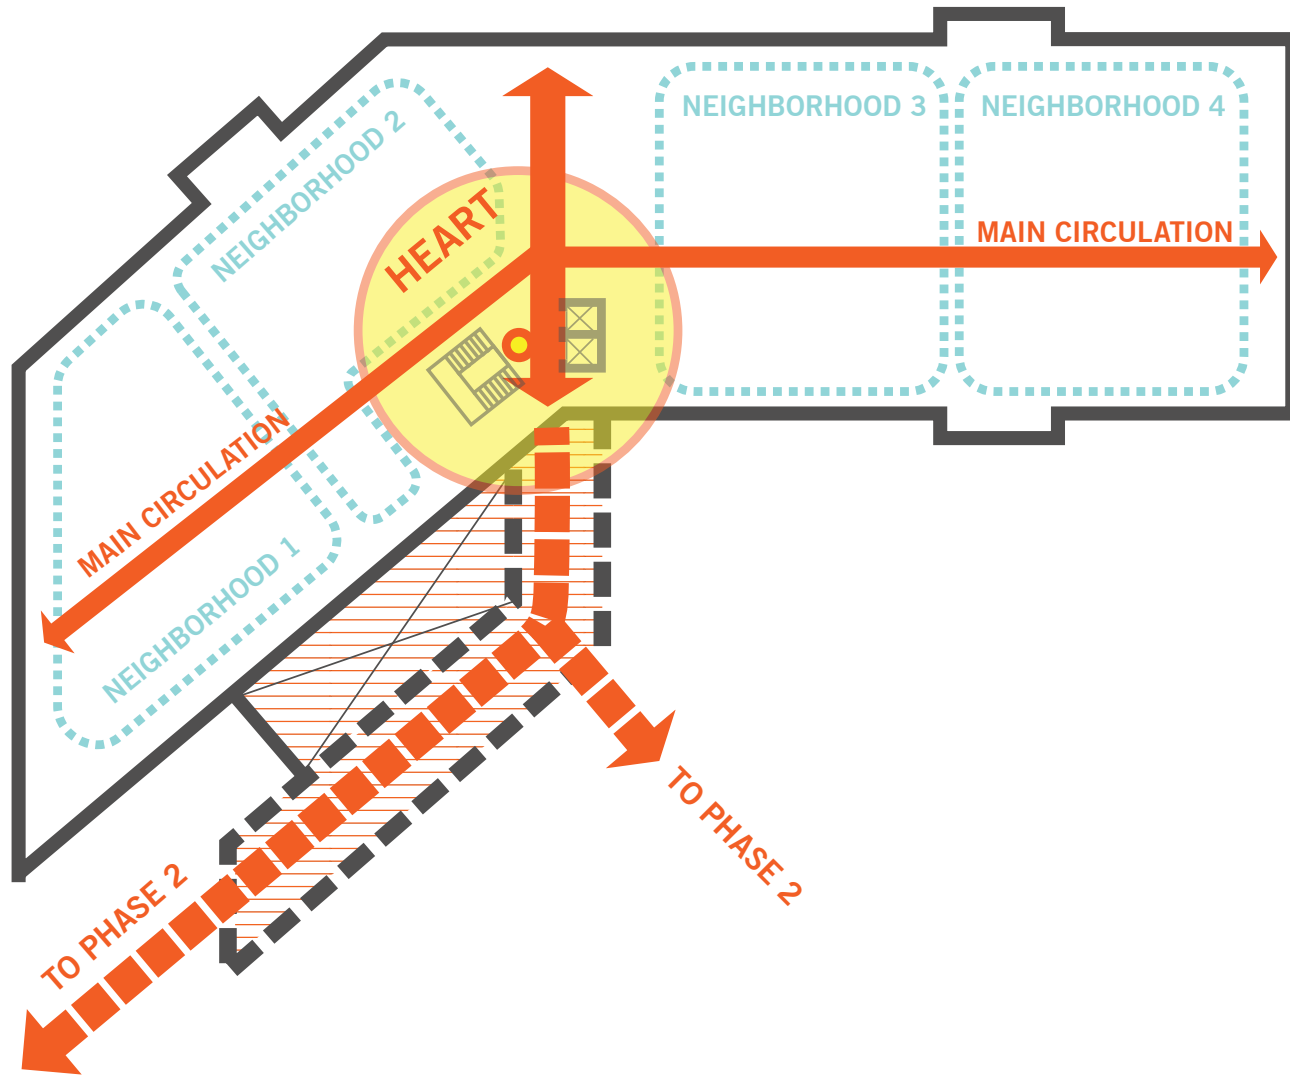 NEIGHBORHOOD 2
NEIGHBORHOOD 3
NEIGHBORHOOD 4
HEART
MAIN CIRCULATION
MAIN CIRCULATION
NEIGHBORHOOD 1
TO PHASE 2
TO PHASE 2